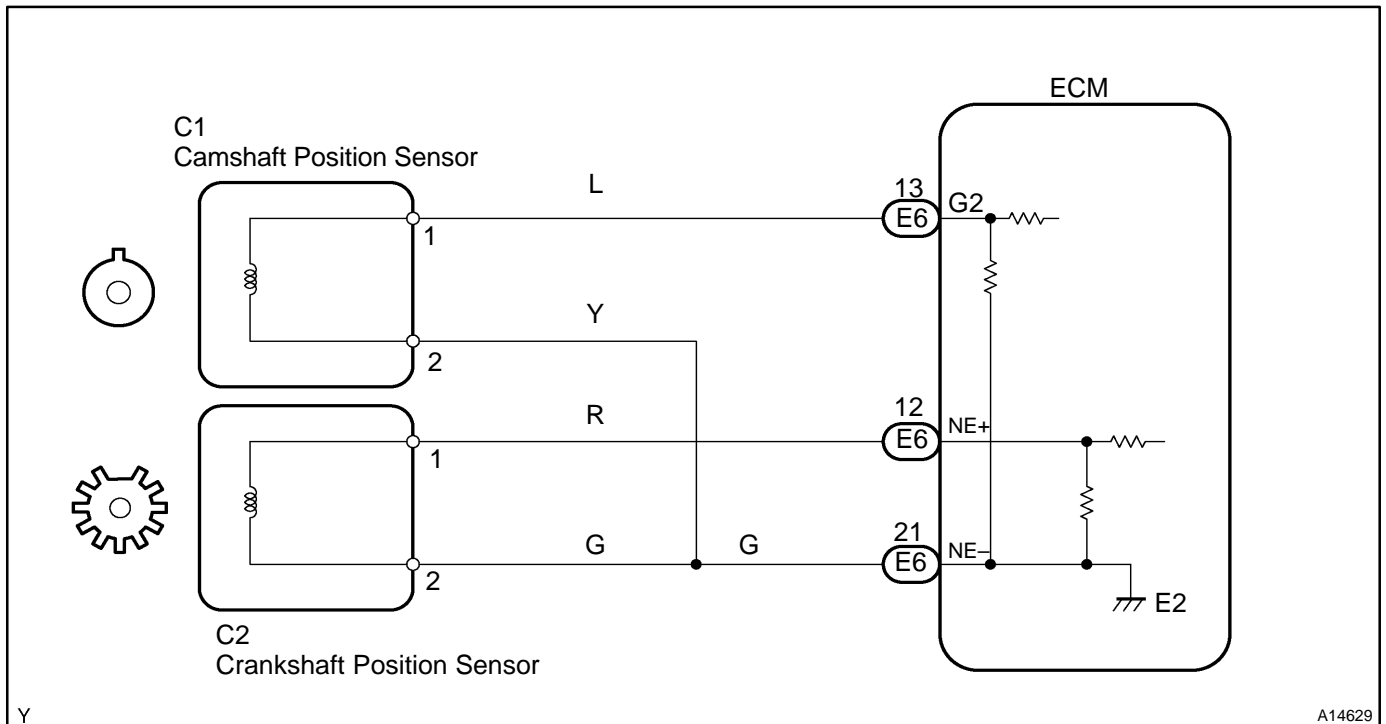 ECM
C1
Camshaft Position Sensor
L
13
E6
G2
1
Y
2
R
12
E6
NE+
1
21
E6
NE–
G
G
2
E2
C2
Crankshaft Position Sensor
Y
A14629